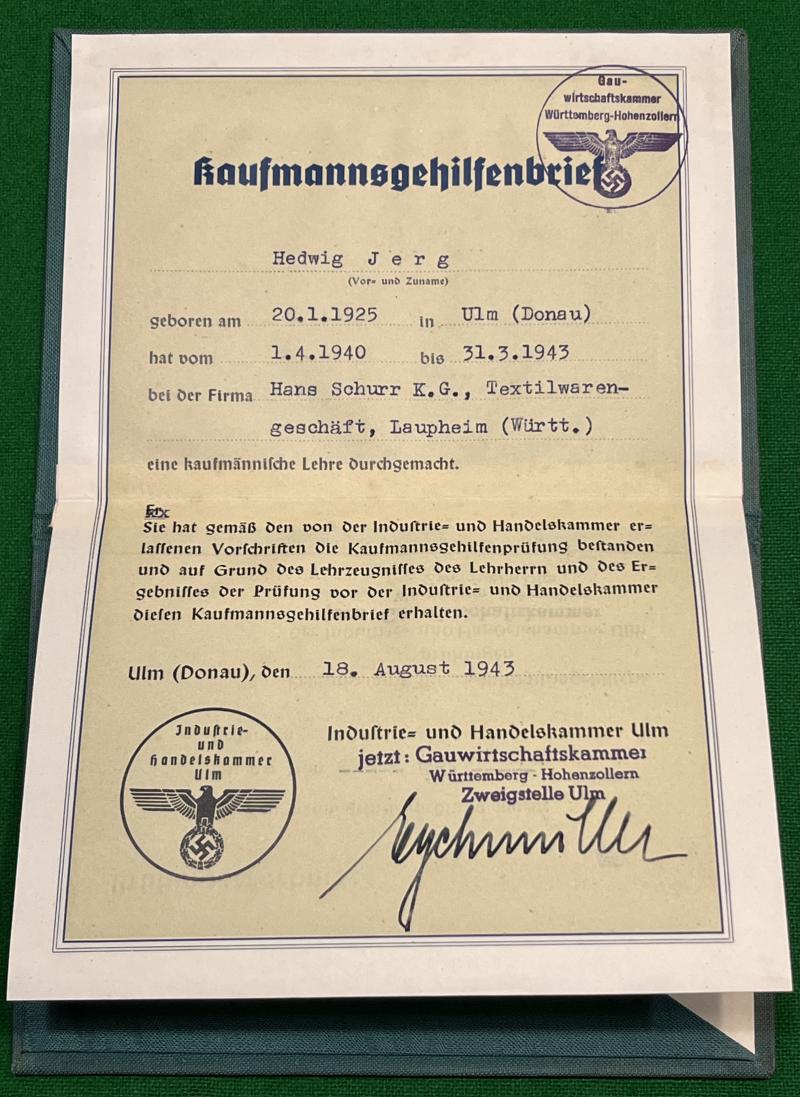 Gau-
wirtschaftskammer
Württemberg-Hohenzollern
Kaufmannsgehilfenbrief
Hedwig Jerg
(Vor= und Zuname)
geboren am 20.1.1925 in Ulm (Donau)
hat vom 1.4.1940 bis 31.3.1943
bei der Firma Hans Schurr K.G., Textilwaren-
geschäft, Laupheim (Württ.)
eine kaufmännische Lehre durchgemacht.
Er
Sie hat gemäß den von der Industrie= und Handelskammer er=
lassenen Vorschriften die Kaufmannsgehilfenprüfung bestanden
und auf Grund des Lehrzeugnisses des Lehrherrn und des Er=
gebnisses der Prüfung vor der Industrie= und Handelskammer
diesen Kaufmannsgehilfenbrief erhalten.
Ulm (Donau), den 18. August 1943
Industrie-
und
Handelskammer
Ulm
Industrie= und Handelskammer Ulm
jetzt: Gauwirtschaftskammer
Württemberg - Hohenzollern
Zweigstelle Ulm
Eychmüller